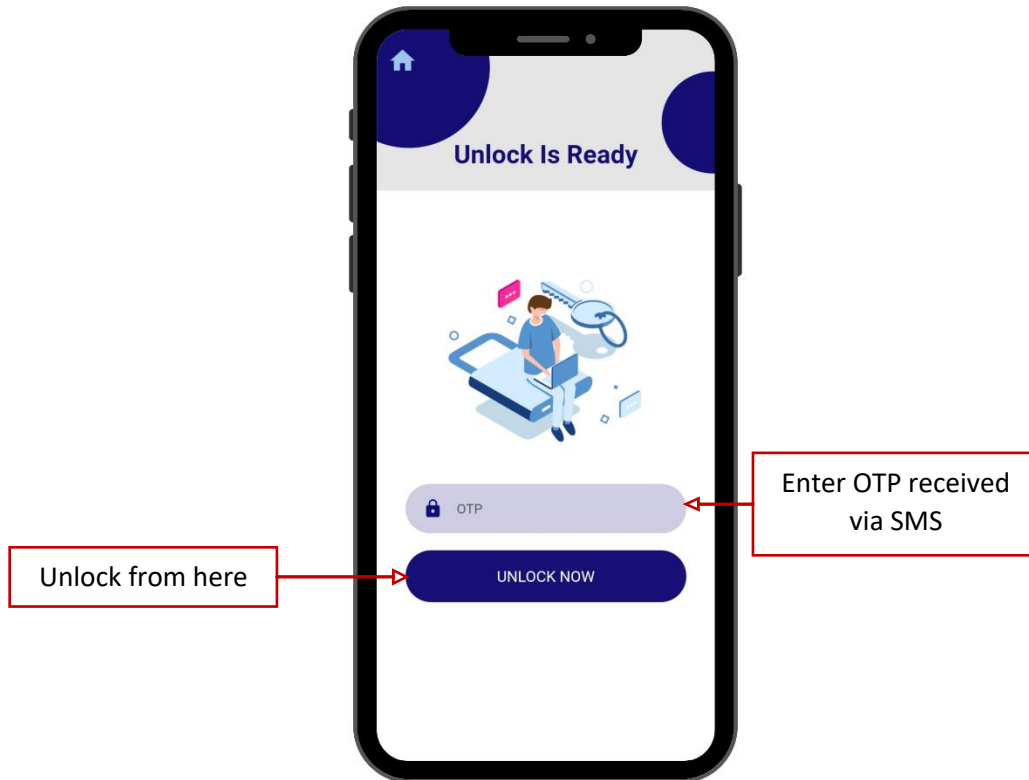 Unlock Is Ready
OTP
Enter OTP received
via SMS
Unlock from here
UNLOCK NOW